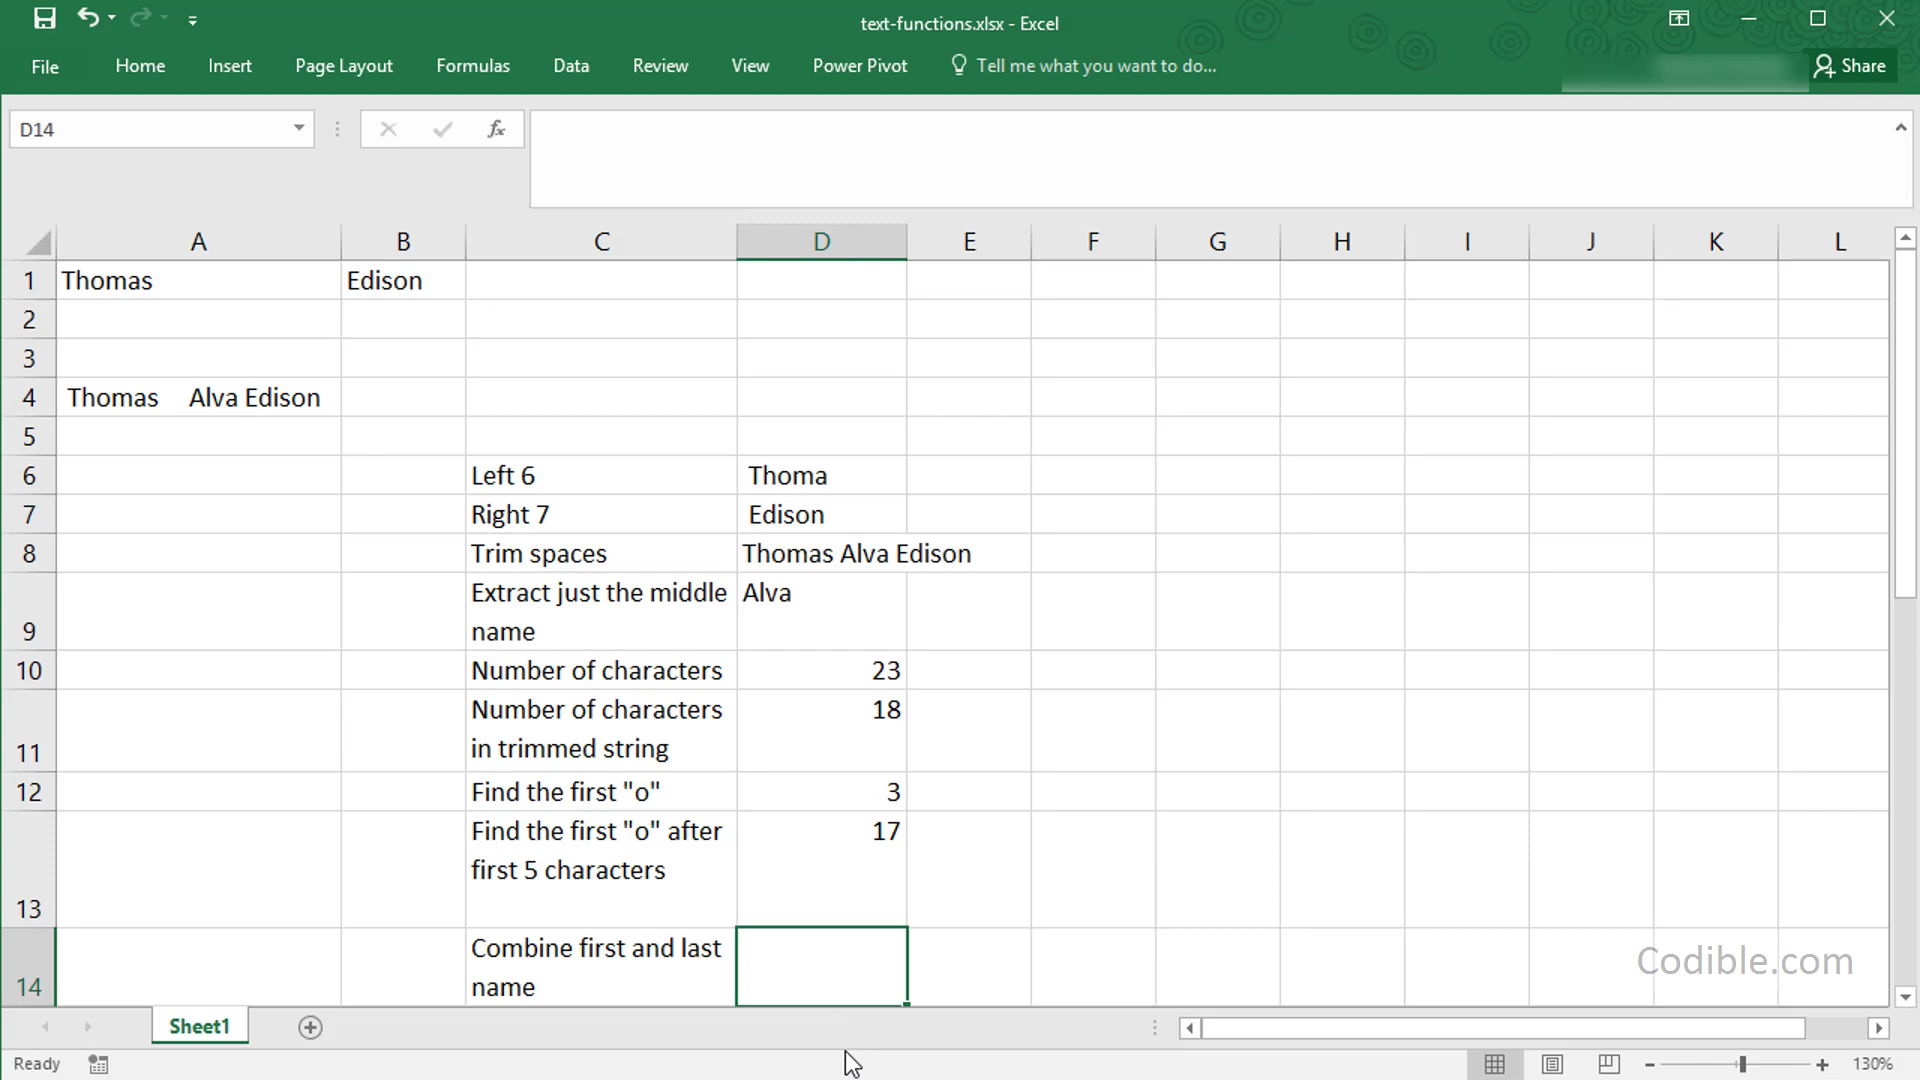 text-functions.xlsx - Excel
File Home Insert Page Layout Formulas Data Review View Power Pivot Tell me what you want to do... Share
D14 fx
A B C D E F G H I J K L
1 Thomas Edison
2
3
4 Thomas     Alva Edison
5
6 Left 6 Thoma
7 Right 7 Edison
8 Trim spaces Thomas Alva Edison
Extract just the middle Alva
9 name
10 Number of characters 23
Number of characters 18
11 in trimmed string
12 Find the first "o" 3
Find the first "o" after 17
first 5 characters
13
Combine first and last Codible.com
14 name
Sheet1
Ready 130%